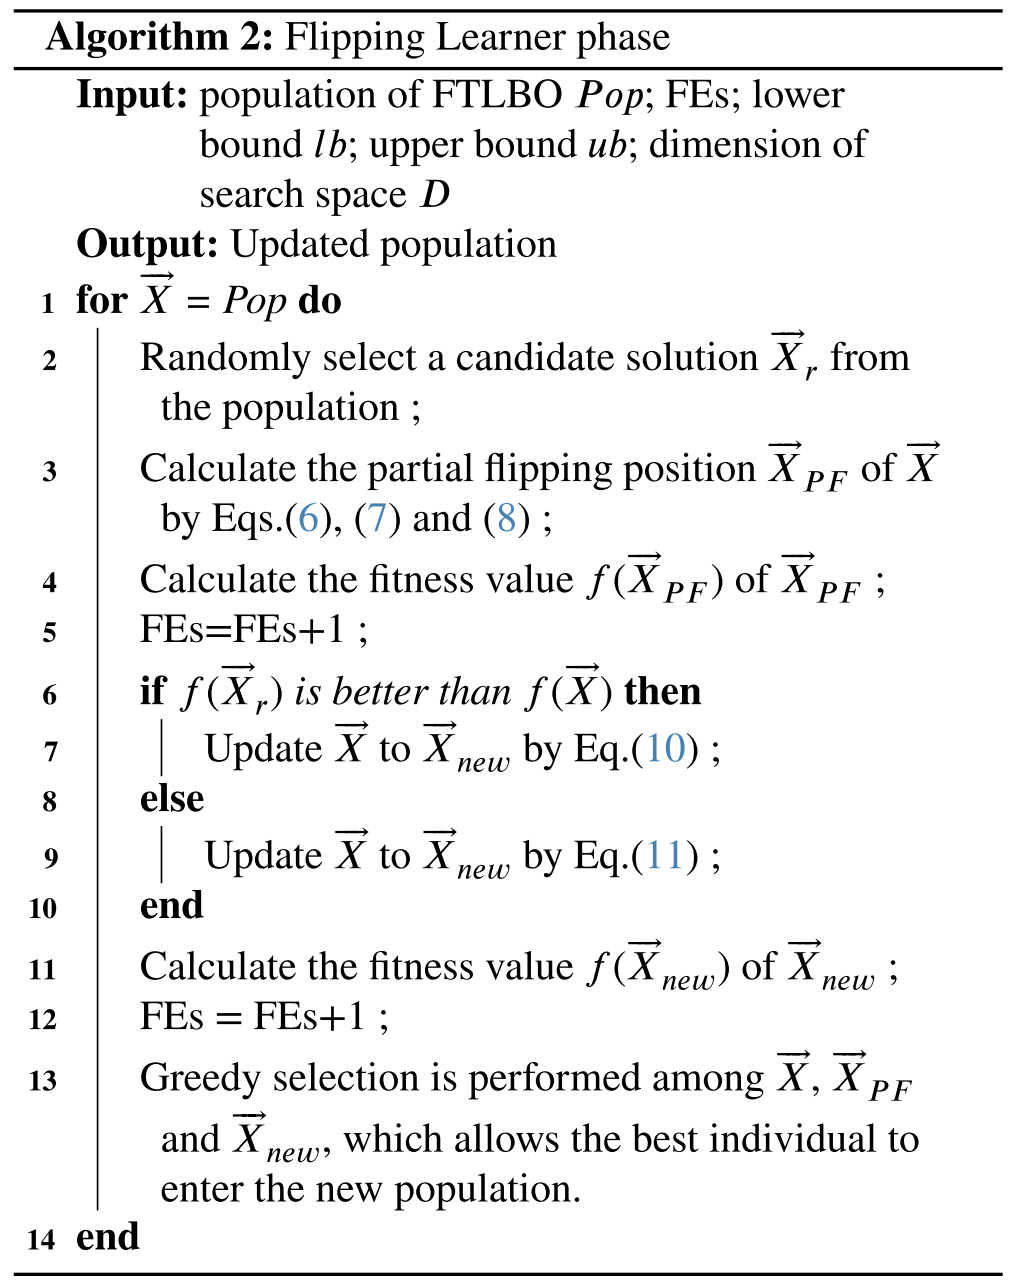 Algorithm 2: Flipping Learner phase
Input: population of FTLBO Pop; FEs; lower
bound lb; upper bound ub; dimension of
search space D
Output: Updated population
1 for $\overrightarrow{X}$ = Pop do
2 Randomly select a candidate solution $\overrightarrow{X}_r$ from
the population ;
3 Calculate the partial flipping position $\overrightarrow{X}_{PF}$ of $\overrightarrow{X}$
by Eqs.(6), (7) and (8) ;
4 Calculate the fitness value $f(\overrightarrow{X}_{PF})$ of $\overrightarrow{X}_{PF}$ ;
5 FEs=FEs+1 ;
6 if $f(\overrightarrow{X}_r)$ is better than $f(\overrightarrow{X})$ then
7 Update $\overrightarrow{X}$ to $\overrightarrow{X}_{new}$ by Eq.(10) ;
8 else
9 Update $\overrightarrow{X}$ to $\overrightarrow{X}_{new}$ by Eq.(11) ;
10 end
11 Calculate the fitness value $f(\overrightarrow{X}_{new})$ of $\overrightarrow{X}_{new}$ ;
12 FEs = FEs+1 ;
13 Greedy selection is performed among $\overrightarrow{X}$, $\overrightarrow{X}_{PF}$
and $\overrightarrow{X}_{new}$, which allows the best individual to
enter the new population.
14 end